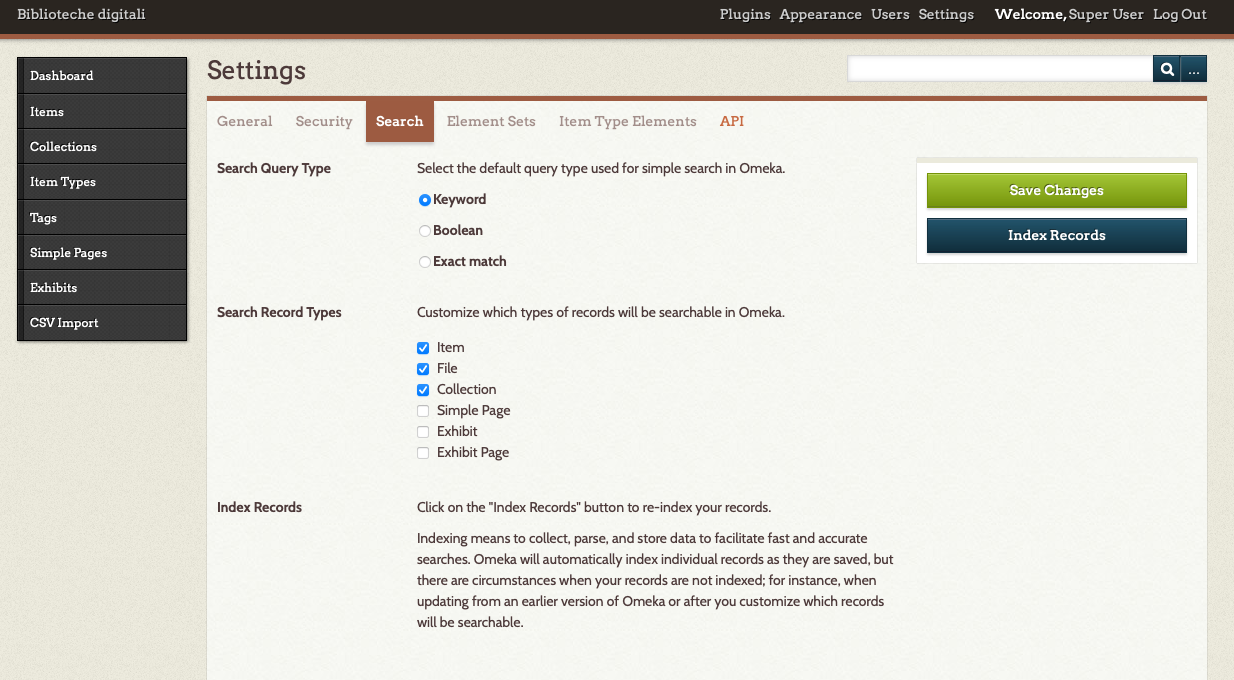 Biblioteche digitali
Plugins Appearance Users Settings Welcome, Super User Log Out
Dashboard
Items
Collections
Item Types
Tags
Simple Pages
Exhibits
CSV Import
Settings
...
General Security Search Element Sets Item Type Elements API
Search Query Type
Select the default query type used for simple search in Omeka.
Keyword
Boolean
Exact match
Save Changes
Index Records
Search Record Types
Customize which types of records will be searchable in Omeka.
Item
File
Collection
Simple Page
Exhibit
Exhibit Page
Index Records
Click on the "Index Records" button to re-index your records.
Indexing means to collect, parse, and store data to facilitate fast and accurate
searches. Omeka will automatically index individual records as they are saved, but
there are circumstances when your records are not indexed; for instance, when
updating from an earlier version of Omeka or after you customize which records
will be searchable.